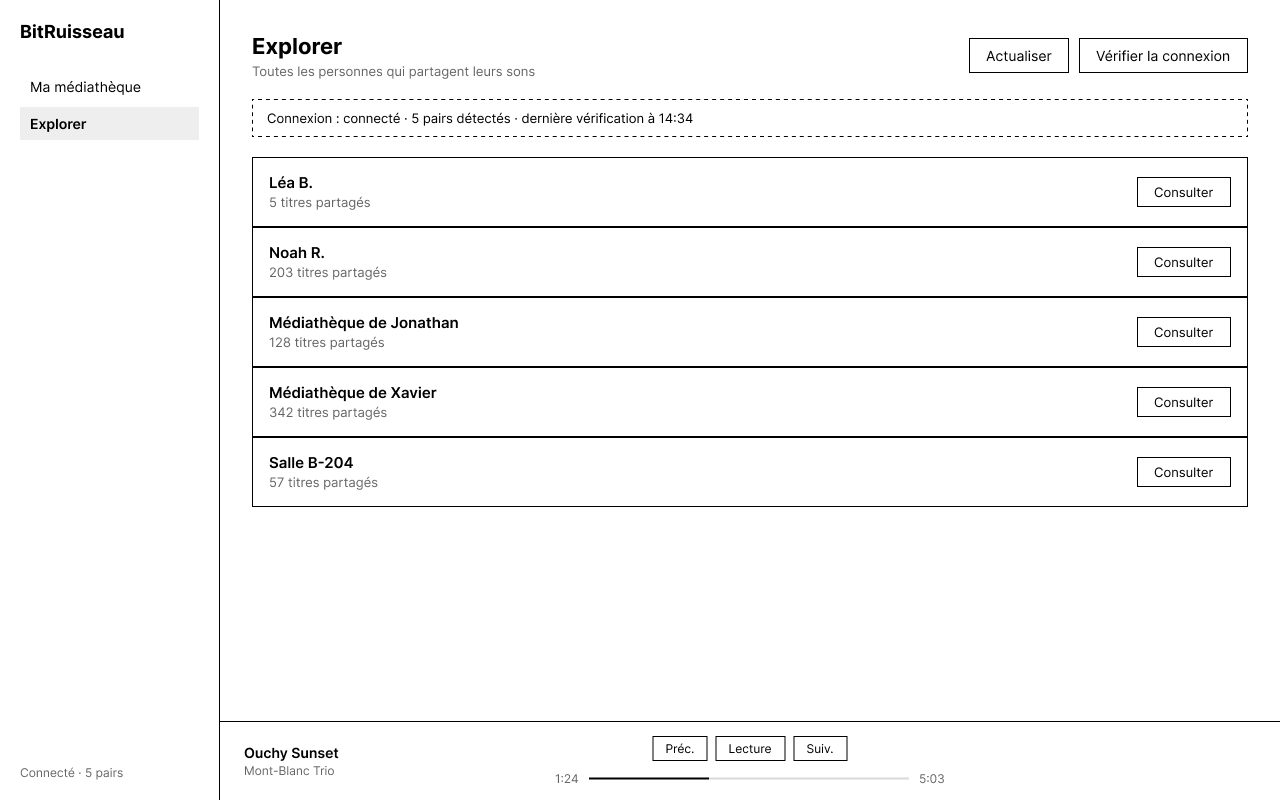 BitRuisseau
Ma médiathèque
Explorer
Connecté · 5 pairs
Explorer
Toutes les personnes qui partagent leurs sons
Actualiser
Vérifier la connexion
Connexion : connecté · 5 pairs détectés · dernière vérification à 14:34
Léa B.
5 titres partagés
Consulter
Noah R.
203 titres partagés
Consulter
Médiathèque de Jonathan
128 titres partagés
Consulter
Médiathèque de Xavier
342 titres partagés
Consulter
Salle B-204
57 titres partagés
Consulter
Ouchy Sunset
Mont-Blanc Trio
Préc.
Lecture
Suiv.
1:24
5:03